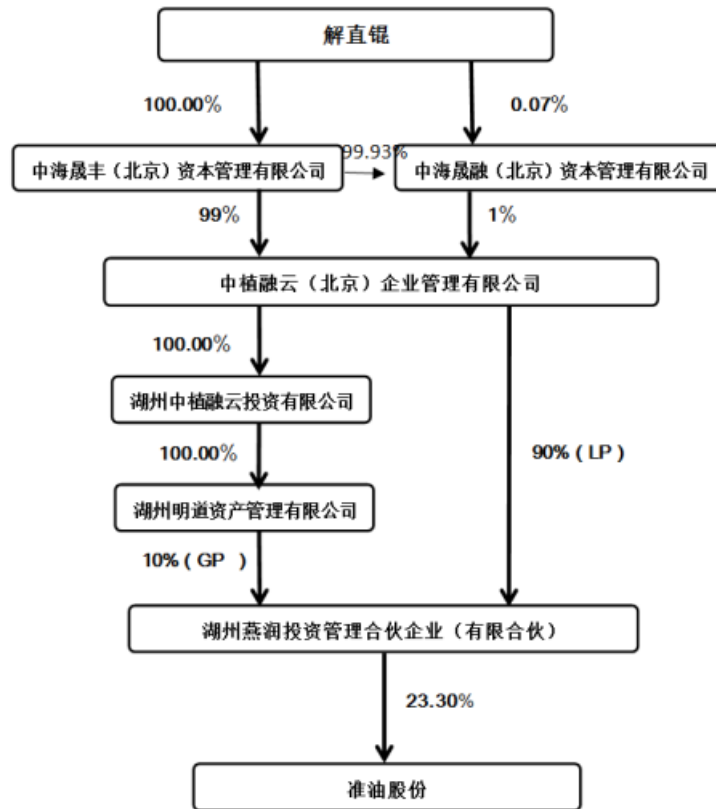 解直锟
100.00%
0.07%
99.93%
中海晟丰（北京）资本管理有限公司
中海晟融（北京）资本管理有限公司
99%
1%
中植融云（北京）企业管理有限公司
100.00%
湖州中植融云投资有限公司
100.00%
90%（LP）
湖州明道资产管理有限公司
10%（GP ）
湖州燕润投资管理合伙企业（有限合伙）
23.30%
准油股份